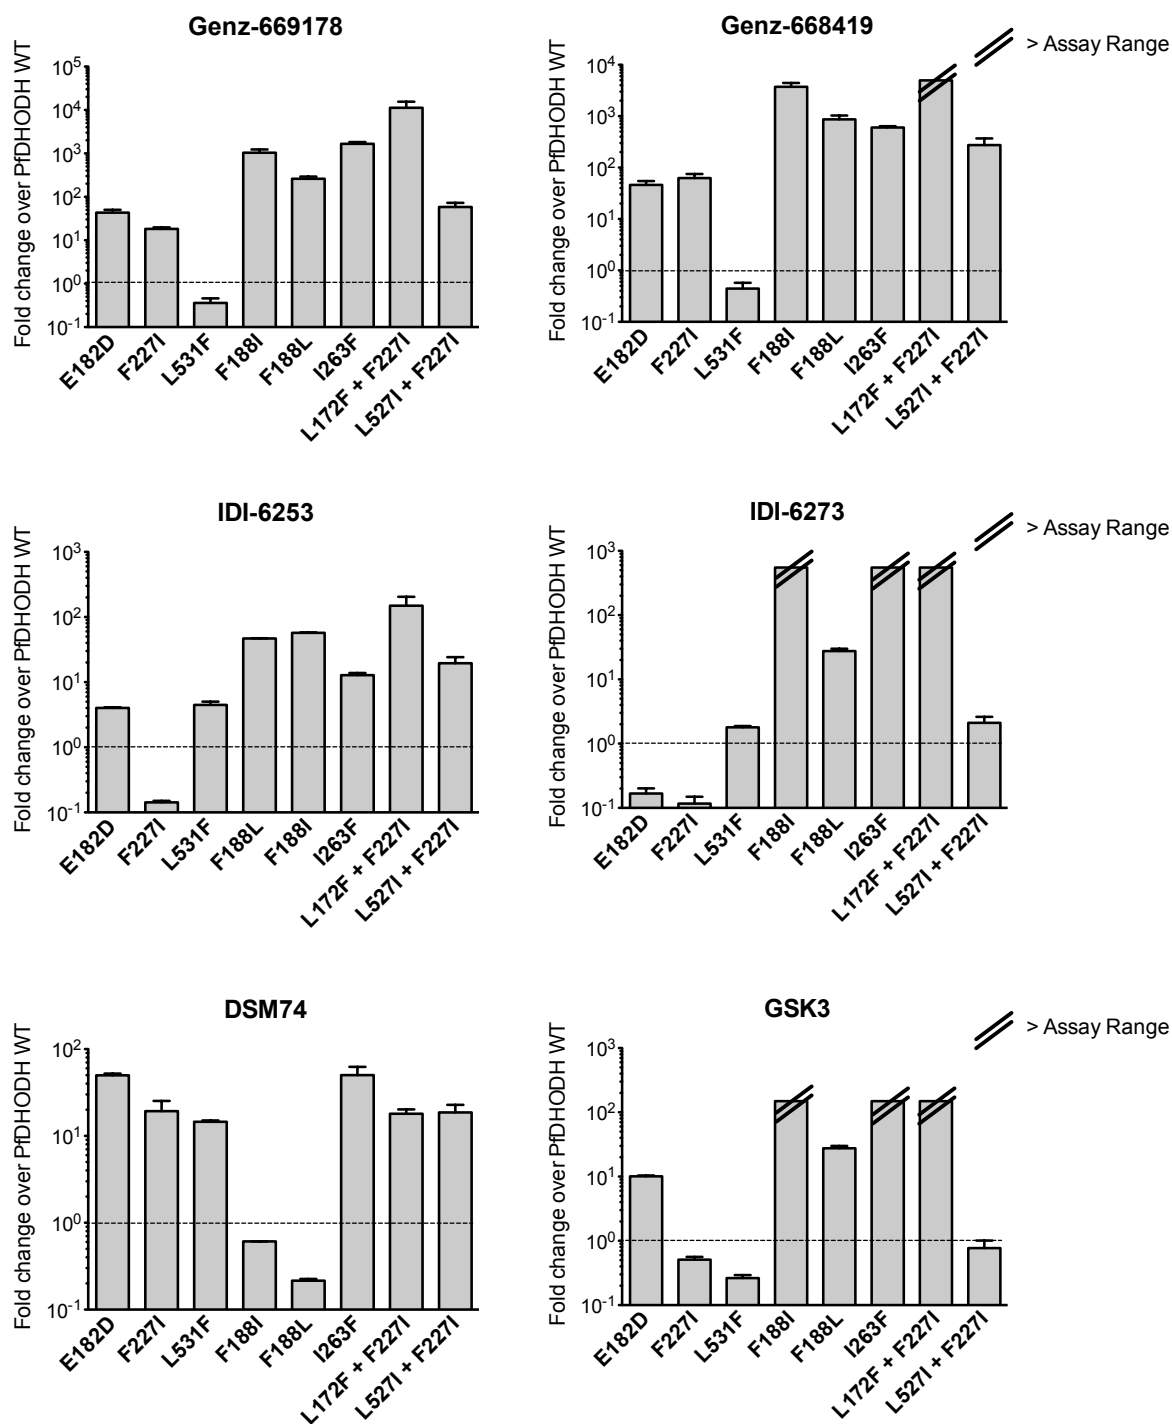 Genz-669178
Fold change over PfDHODH WT
10^5
10^4
10^3
10^2
10^1
10^0
10^-1
E182D
F227I
L531F
F188I
F188L
I263F
L172F + F227I
L527I + F227I
Genz-668419
> Assay Range
Fold change over PfDHODH WT
10^4
10^3
10^2
10^1
10^0
10^-1
E182D
F227I
L531F
F188I
F188L
I263F
L172F + F227I
L527I + F227I
IDI-6253
Fold change over PfDHODH WT
10^3
10^2
10^1
10^0
10^-1
E182D
F227I
L531F
F188L
F188I
I263F
L172F + F227I
L527I + F227I
IDI-6273
> Assay Range
Fold change over PfDHODH WT
10^3
10^2
10^1
10^0
10^-1
E182D
F227I
L531F
F188I
F188L
I263F
L172F + F227I
L527I + F227I
DSM74
Fold change over PfDHODH WT
10^2
10^1
10^0
10^-1
E182D
F227I
L531F
F188I
F188L
I263F
L172F + F227I
L527I + F227I
GSK3
> Assay Range
Fold change over PfDHODH WT
10^3
10^2
10^1
10^0
10^-1
E182D
F227I
L531F
F188I
F188L
I263F
L172F + F227I
L527I + F227I